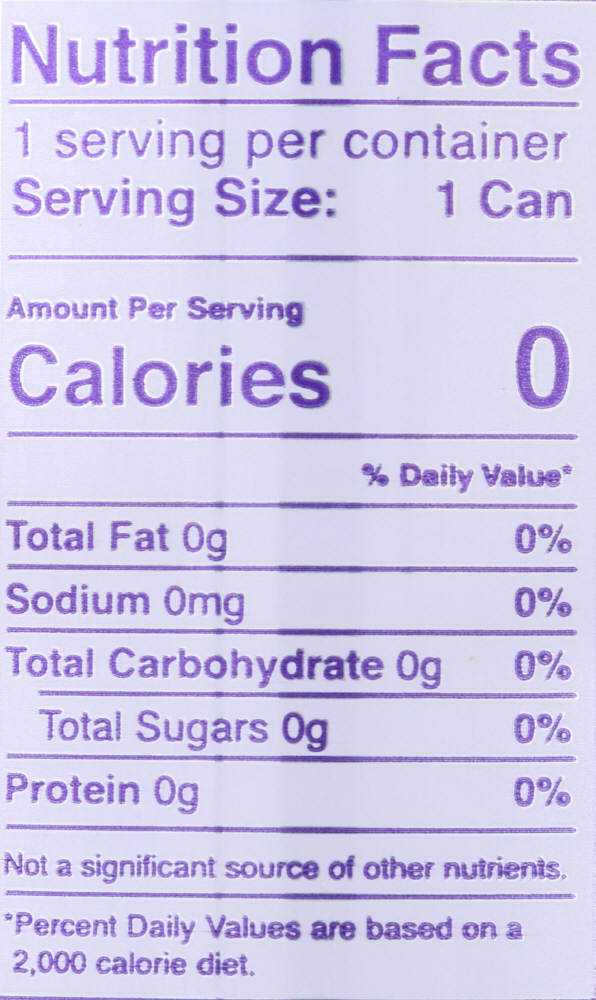 Nutrition Facts
1 serving per container
Serving Size: 1 Can
Amount Per Serving
Calories 0
% Daily Value*
Total Fat 0g 0%
Sodium 0mg 0%
Total Carbohydrate 0g 0%
Total Sugars 0g 0%
Protein 0g 0%
Not a significant source of other nutrients.
*Percent Daily Values are based on a
2,000 calorie diet.